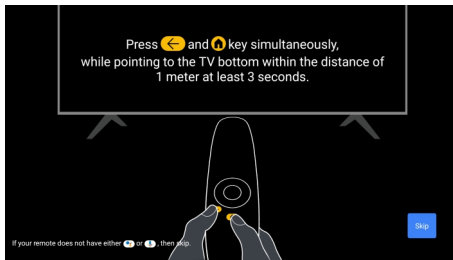 Press ← and key simultaneously,
while pointing to the TV bottom within the distance of
1 meter at least 3 seconds.
Skip
If your remote does not have either or , then skip.